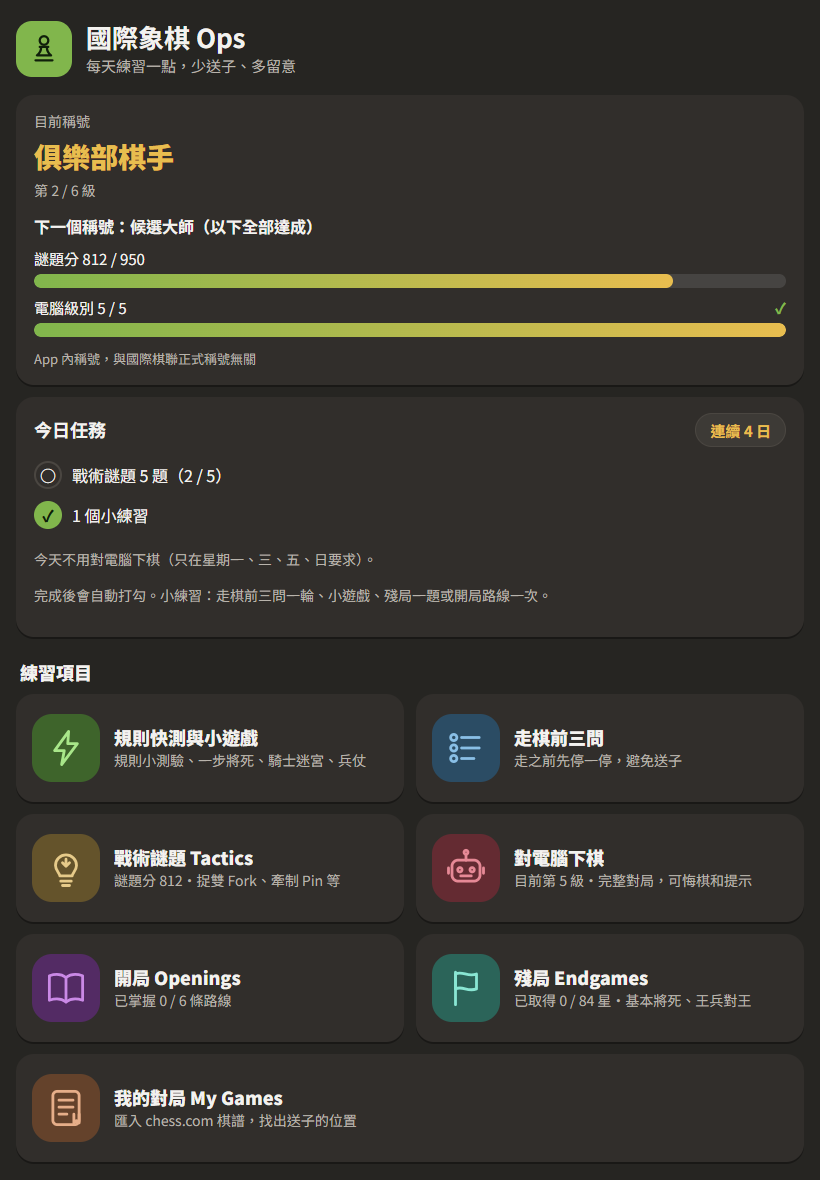 國際象棋 Ops
每天練習一點，少送子、多留意
目前稱號
俱樂部棋手
第 2 / 6 級
下一個稱號：候選大師（以下全部達成）
謎題分 812 / 950
電腦級別 5 / 5 ✓
App 內稱號，與國際棋聯正式稱號無關
今日任務
連續 4 日
戰術謎題 5 題（2 / 5）
1 個小練習
今天不用對電腦下棋（只在星期一、三、五、日要求）。
完成後會自動打勾。小練習：走棋前三問一輪、小遊戲、殘局一題或開局路線一次。
練習項目
規則快測與小遊戲
規則小測驗、一步將死、騎士迷宮、兵仗
走棋前三問
走之前先停一停，避免送子
戰術謎題 Tactics
謎題分 812・捉雙 Fork、牽制 Pin 等
對電腦下棋
目前第 5 級・完整對局，可悔棋和提示
開局 Openings
已掌握 0 / 6 條路線
殘局 Endgames
已取得 0 / 84 星・基本將死、王兵對王
我的對局 My Games
匯入 chess.com 棋譜，找出送子的位置